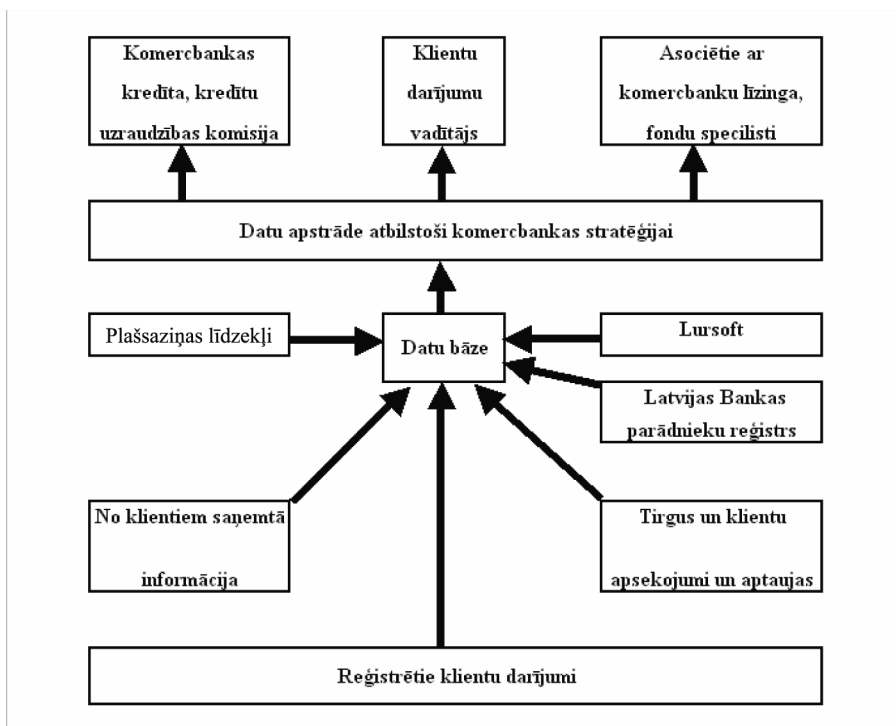 Komercbankas
kredīta, kredītu
uzraudzības komisija
Klientu
darījumu
vadītājs
Asociētie ar
komercbanku līzinga,
fondu specilisti
Datu apstrāde atbilstoši komercbankas stratēģijai
Plašsaziņas līdzekļi
Datu bāze
Lursoft
Latvijas Bankas
parādnieku reģistrs
No klientiem saņemtā
informācija
Tirgus un klientu
apsekojumi un aptaujas
Reģistrētie klientu darījumi